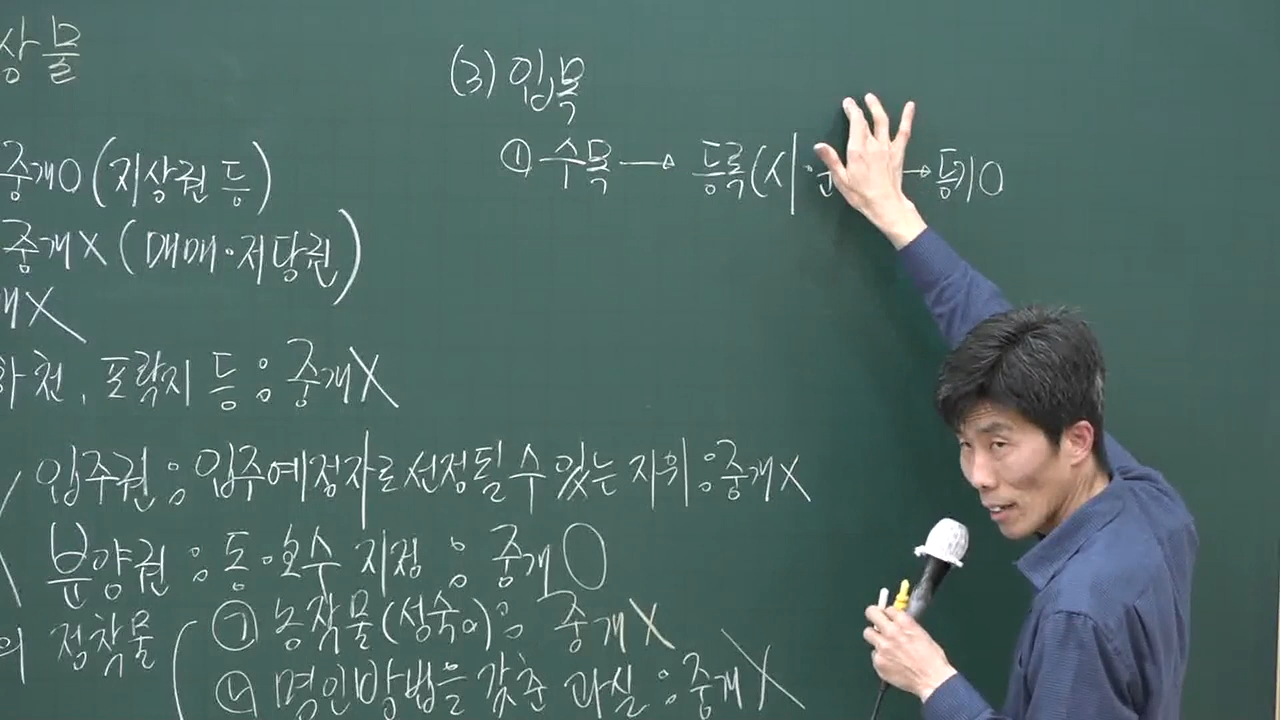 상물
중개O (지상권 등)
중개X (매매·저당권)
개X
하천, 포락지 등 : 중개X
입주권 : 입주예정자로 선정될 수 있는 지위 : 중개X
분양권 : 동·호수 지정 : 중개O
의 정착물
㉠ 농작물(성숙이) : 중개X
㉡ 명인방법을 갖춘 과실 : 중개X
(3) 입목
① 수목 → 등록(시· → 등기O